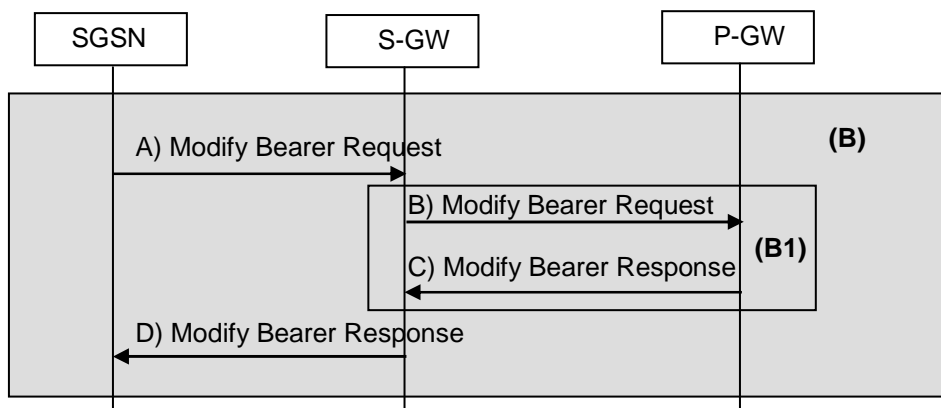 SGSN
S-GW
P-GW
(B)
A) Modify Bearer Request
B) Modify Bearer Request
(B1)
C) Modify Bearer Response
D) Modify Bearer Response